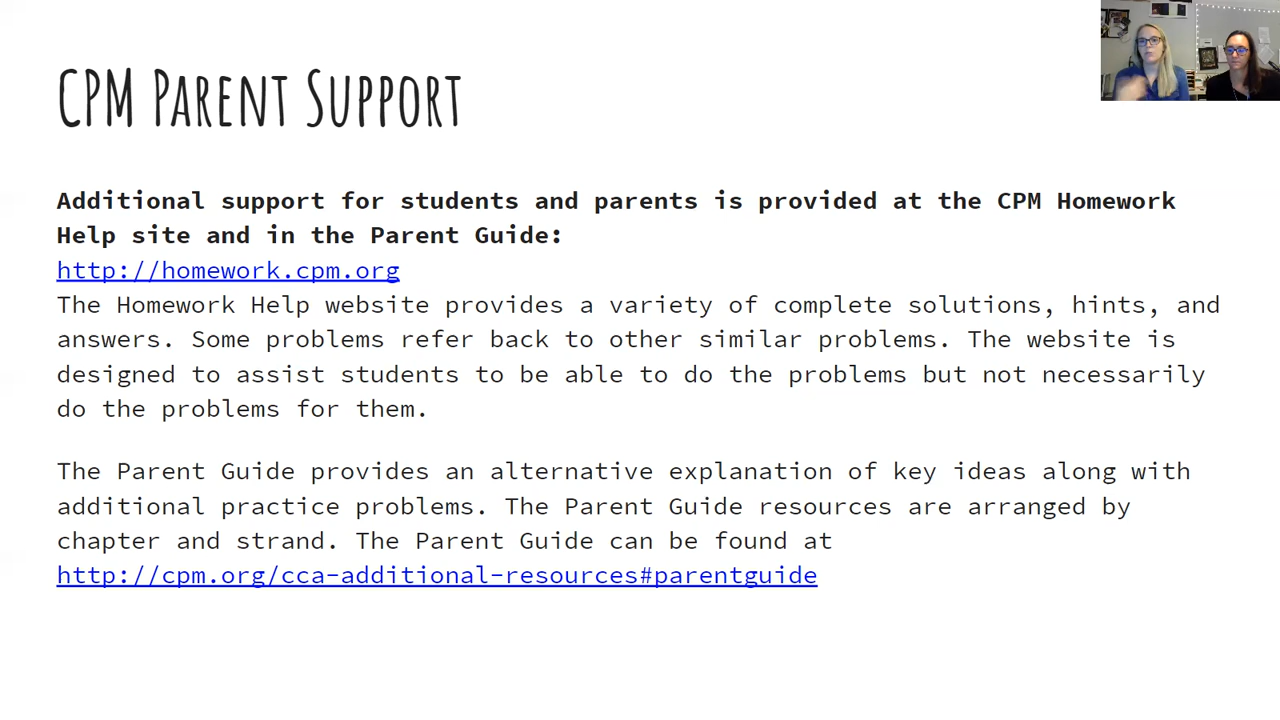 CPM Parent Support
Additional support for students and parents is provided at the CPM Homework
Help site and in the Parent Guide:
http://homework.cpm.org
The Homework Help website provides a variety of complete solutions, hints, and
answers. Some problems refer back to other similar problems. The website is
designed to assist students to be able to do the problems but not necessarily
do the problems for them.
The Parent Guide provides an alternative explanation of key ideas along with
additional practice problems. The Parent Guide resources are arranged by
chapter and strand. The Parent Guide can be found at
http://cpm.org/cca-additional-resources#parentguide